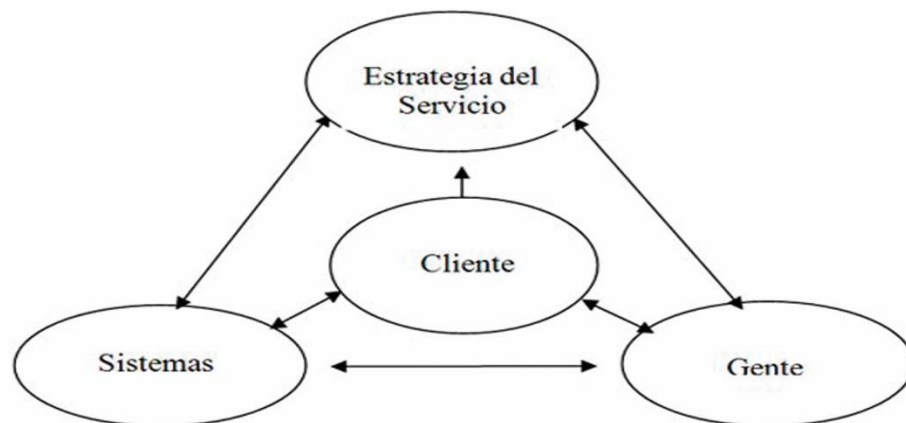 Estrategia del
Servicio
Cliente
Sistemas
Gente